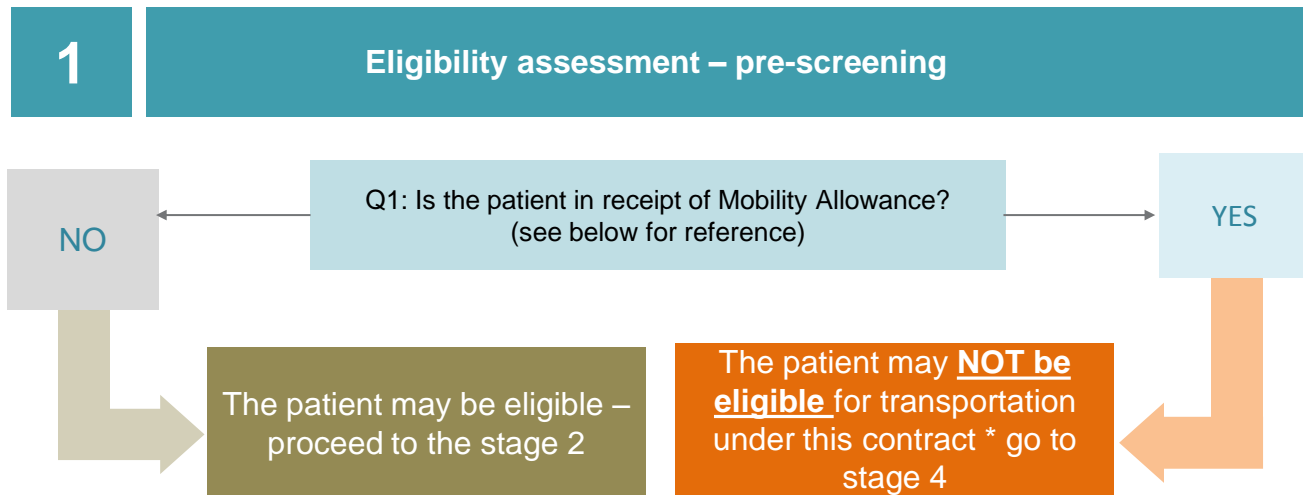 1
Eligibility assessment – pre-screening
Q1: Is the patient in receipt of Mobility Allowance?
(see below for reference)
NO
YES
The patient may be eligible –
proceed to the stage 2
The patient may NOT be
eligible for transportation
under this contract * go to
stage 4